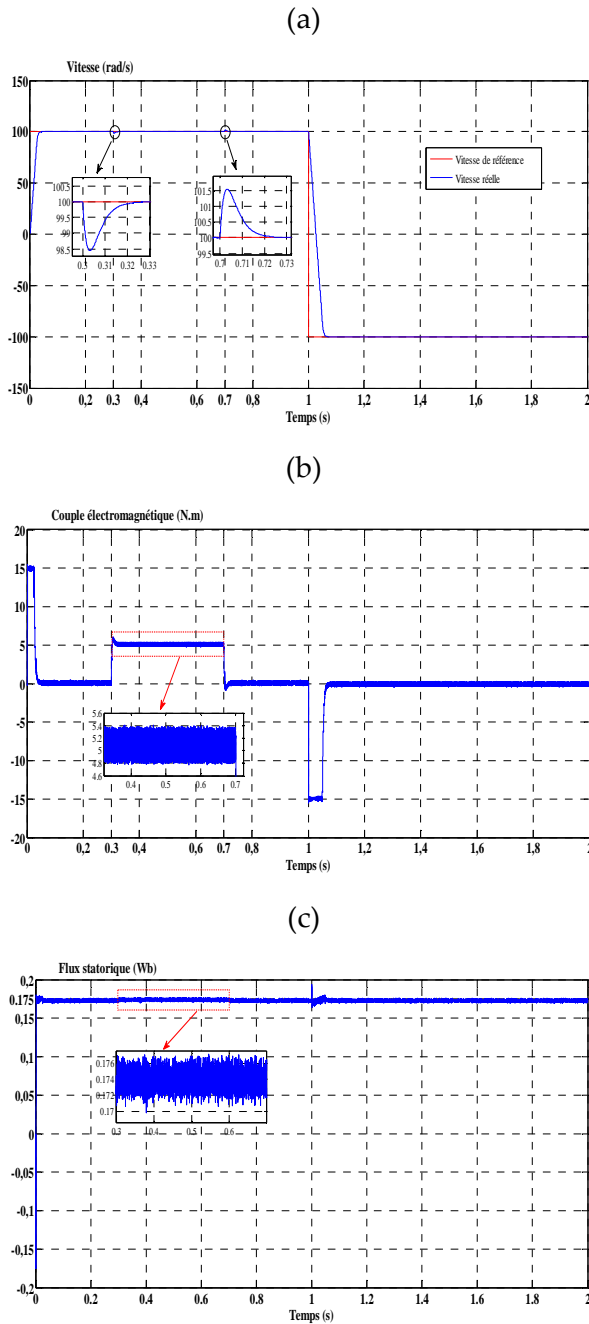 (a)
Vitesse (rad/s)
150
100
50
0
-50
-100
-150
Vitesse de référence
Vitesse réelle
100.5
100
99.5
99
98.5
0.3 0.31 0.32 0.33
101.5
101
100.5
100
99.5
0.7 0.71 0.72 0.73
0 0,2 0.3 0,4 0,6 0.7 0,8 1 1,2 1,4 1,6 1,8 2
Temps (s)
(b)
Couple électromagnétique (N.m)
20
15
10
5
0
-5
-10
-15
-20
5.6
5.4
5.2
5
4.8
4.6
0.4 0.5 0.6 0.7
0 0,2 0.3 0,4 0,6 0.7 0,8 1 1,2 1,4 1,6 1,8 2
Temps (s)
(c)
Flux statorique (Wb)
0,2
0.175
0,15
0,1
0,05
0
-0,05
-0,1
-0,15
-0,2
0.176
0.174
0.172
0.17
0.3 0.4 0.5 0.6
0 0.2 0.4 0.6 0.8 1 1.2 1.4 1.6 1.8 2
Temps (s)